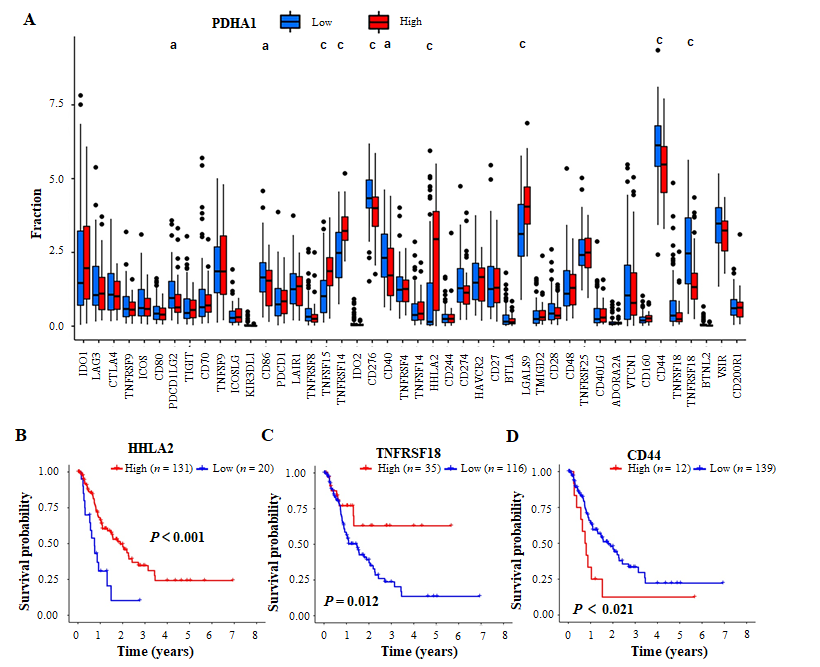 A
PDHA1 Low High
a a c c c a c c c c
Fraction
7.5
5.0
2.5
0.0
IDO1 LAG3 CTLA4 TNFRSF9 ICOS CD80 PDCD1LG2 TIGIT CD70 TNFSF9 ICOSLG KIR3DL1 CD86 PDCD1 LAIR1 TNFRSF8 TNFSF15 TNFRSF14 IDO2 CD276 CD40 TNFRSF4 TNFSF14 HHLA2 CD244 CD274 HAVCR2 CD27 BTLA LGALS9 TMIGD2 CD28 CD48 TNFRSF25 CD40LG ADORA2A VTCN1 CD160 CD44 TNFSF18 TNFRSF18 BTNL2 VSIR CD200R1
B
HHLA2
High (n = 131) Low (n = 20)
Survival probability
1.00
0.75
0.50
0.25
0.00
P < 0.001
0 1 2 3 4 5 6 7 8
Time (years)
C
TNFRSF18
High (n = 35) Low (n = 116)
Survival probability
1.00
0.75
0.50
0.25
0.00
P = 0.012
0 1 2 3 4 5 6 7 8
Time (years)
D
CD44
High (n = 12) Low (n = 139)
Survival probability
1.00
0.75
0.50
0.25
0.00
P < 0.021
0 1 2 3 4 5 6 7 8
Time (years)